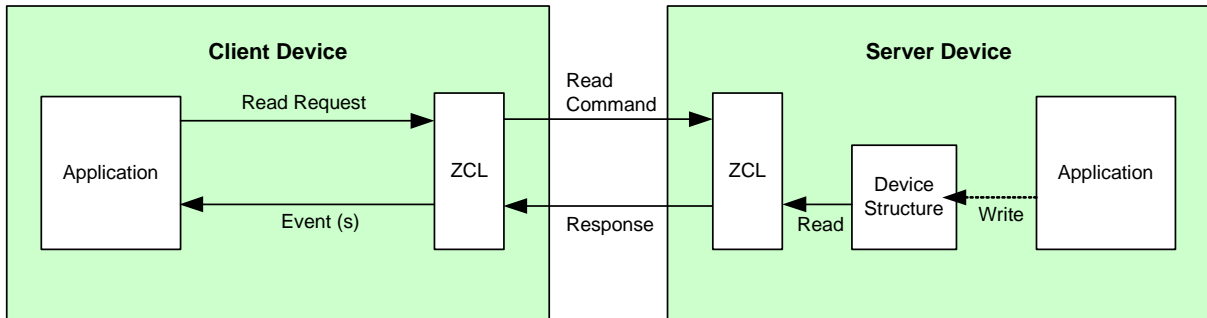 Client Device
Server Device
Read Request
Read
Command
Application
ZCL
ZCL
Device
Structure
Application
Event (s)
Response
Read
Write